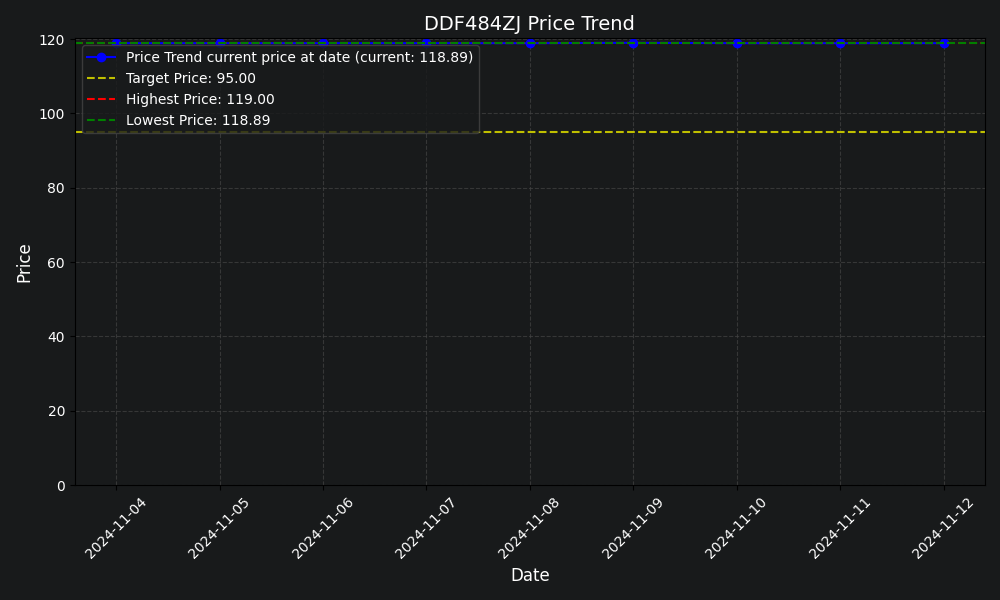 DDF484ZJ Price Trend
Price Trend current price at date (current: 118.89)
Target Price: 95.00
Highest Price: 119.00
Lowest Price: 118.89
120
100
80
60
40
20
0
Price
2024-11-04
2024-11-05
2024-11-06
2024-11-07
2024-11-08
2024-11-09
2024-11-10
2024-11-11
2024-11-12
Date